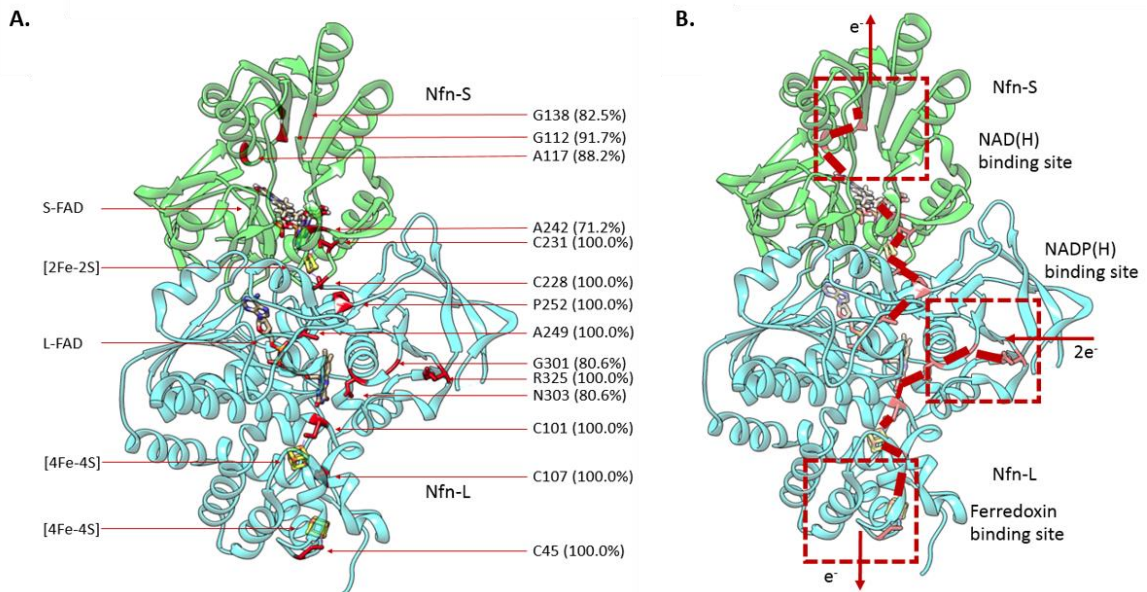 A.
Nfn-S
G138 (82.5%)
G112 (91.7%)
A117 (88.2%)
S-FAD
A242 (71.2%)
C231 (100.0%)
[2Fe-2S]
C228 (100.0%)
P252 (100.0%)
A249 (100.0%)
L-FAD
G301 (80.6%)
R325 (100.0%)
N303 (80.6%)
C101 (100.0%)
[4Fe-4S]
C107 (100.0%)
Nfn-L
[4Fe-4S]
C45 (100.0%)
B.
e-
Nfn-S
NAD(H)
binding site
NADP(H)
binding site
2e-
Nfn-L
Ferredoxin
binding site
e-